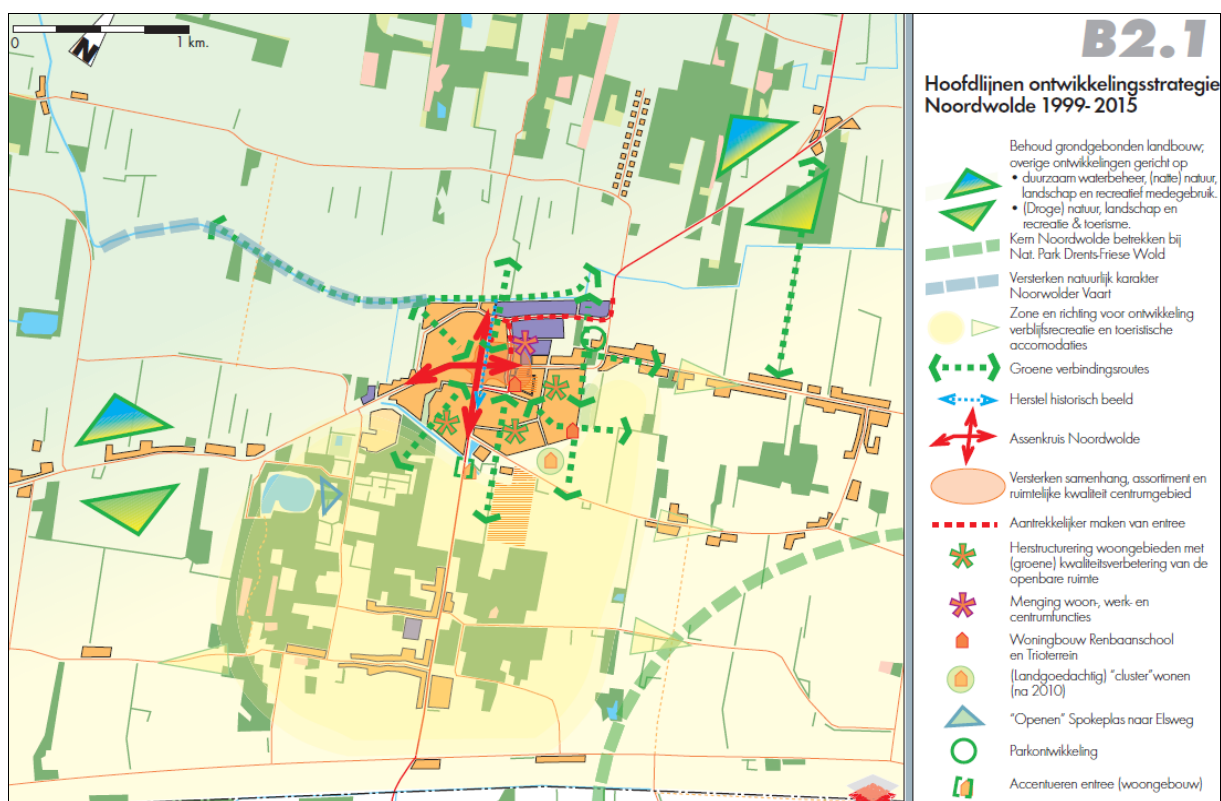 0
1 km.
N
B2.1
Hoofdlijnen ontwikkelingsstrategie
Noordwolde 1999-2015
Behoud grondgebonden landbouw;
overige ontwikkelingen gericht op
• duurzaam waterbeheer, (natte) natuur,
landschap en recreatief medegebruik.
• (Droge) natuur, landschap en
recreatie & toerisme.
Kern Noordwolde betrekken bij
Nat. Park Drents-Friese Wold
Versterken natuurlijk karakter
Noorwolder Vaart
Zone en richting voor ontwikkeling
verblijfsrecreatie en toeristische
accomodaties
Groene verbindingsroutes
Herstel historisch beeld
Assenkruis Noordwolde
Versterken samenhang, assortiment en
ruimtelijke kwaliteit centrumgebied
Aantrekkelijker maken van entree
Herstructurering woongebieden met
(groene) kwaliteitsverbetering van de
openbare ruimte
Menging woon-, werk- en
centrumfuncties
Woningbouw Renbaanschool
en Trioterrein
(Landgoedachtig) "cluster"wonen
(na 2010)
"Openen" Spokeplas naar Elsweg
Parkontwikkeling
Accentueren entree (woongebouw)